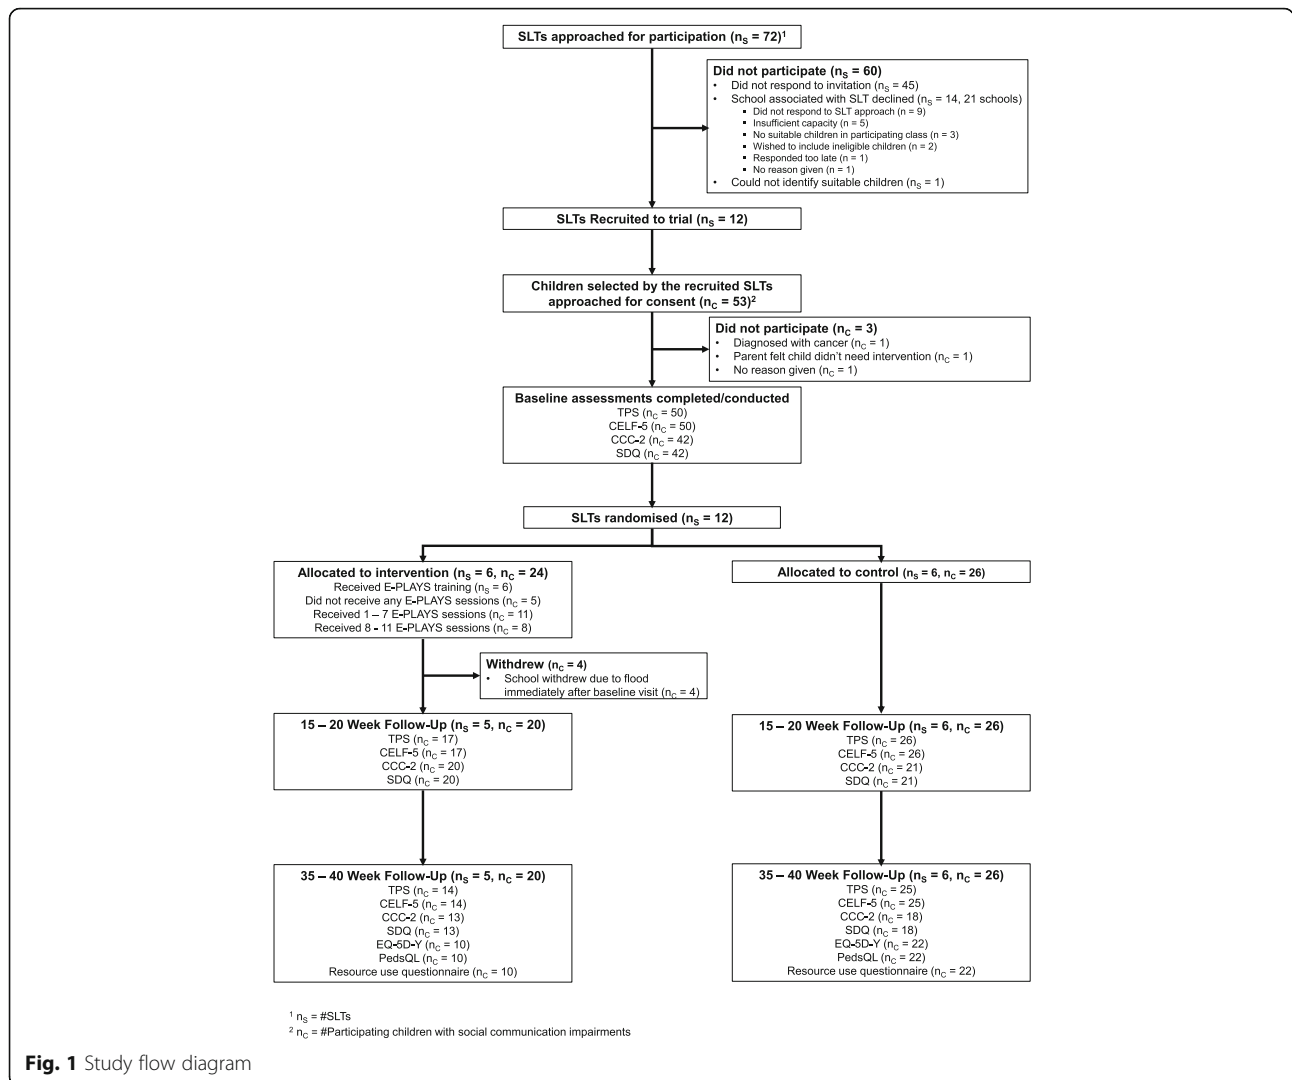 SLTs approached for participation (nS = 72)1
Did not participate (nS = 60)
• Did not respond to invitation (nS = 45)
• School associated with SLT declined (nS = 14, 21 schools)
▪ Did not respond to SLT approach (n = 9)
▪ Insufficient capacity (n = 5)
▪ No suitable children in participating class (n = 3)
▪ Wished to include ineligible children (n = 2)
▪ Responded too late (n = 1)
▪ No reason given (n = 1)
• Could not identify suitable children (nS = 1)
SLTs Recruited to trial (nS = 12)
Children selected by the recruited SLTs
approached for consent (nC = 53)2
Did not participate (nC = 3)
• Diagnosed with cancer (nC = 1)
• Parent felt child didn't need intervention (nC = 1)
• No reason given (nC = 1)
Baseline assessments completed/conducted
TPS (nC = 50)
CELF-5 (nC = 50)
CCC-2 (nC = 42)
SDQ (nC = 42)
SLTs randomised (nS = 12)
Allocated to intervention (nS = 6, nC = 24)
Received E-PLAYS training (nS = 6)
Did not receive any E-PLAYS sessions (nC = 5)
Received 1 – 7 E-PLAYS sessions (nC = 11)
Received 8 - 11 E-PLAYS sessions (nC = 8)
Allocated to control (nS = 6, nC = 26)
Withdrew (nC = 4)
• School withdrew due to flood
immediately after baseline visit (nC = 4)
15 – 20 Week Follow-Up (nS = 5, nC = 20)
TPS (nC = 17)
CELF-5 (nC = 17)
CCC-2 (nC = 20)
SDQ (nC = 20)
15 – 20 Week Follow-Up (nS = 6, nC = 26)
TPS (nC = 26)
CELF-5 (nC = 26)
CCC-2 (nC = 21)
SDQ (nC = 21)
35 – 40 Week Follow-Up (nS = 5, nC = 20)
TPS (nC = 14)
CELF-5 (nC = 14)
CCC-2 (nC = 13)
SDQ (nC = 13)
EQ-5D-Y (nC = 10)
PedsQL (nC = 10)
Resource use questionnaire (nC = 10)
35 – 40 Week Follow-Up (nS = 6, nC = 26)
TPS (nC = 25)
CELF-5 (nC = 25)
CCC-2 (nC = 18)
SDQ (nC = 18)
EQ-5D-Y (nC = 22)
PedsQL (nC = 22)
Resource use questionnaire (nC = 22)
1 nS = #SLTs
2 nC = #Participating children with social communication impairments
Fig. 1 Study flow diagram